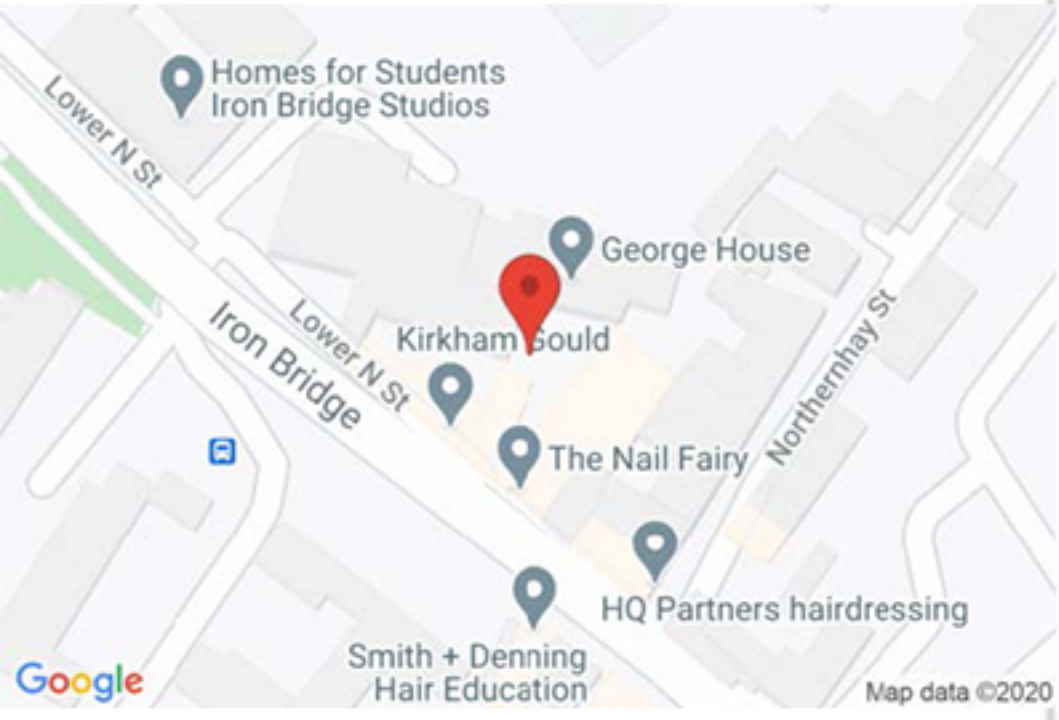 Homes for Students
Iron Bridge Studios
Lower N St
George House
Kirkham Gould
Lower N St
Iron Bridge
Northernhay St
The Nail Fairy
HQ Partners hairdressing
Smith + Denning
Hair Education
Google
Map data ©2020